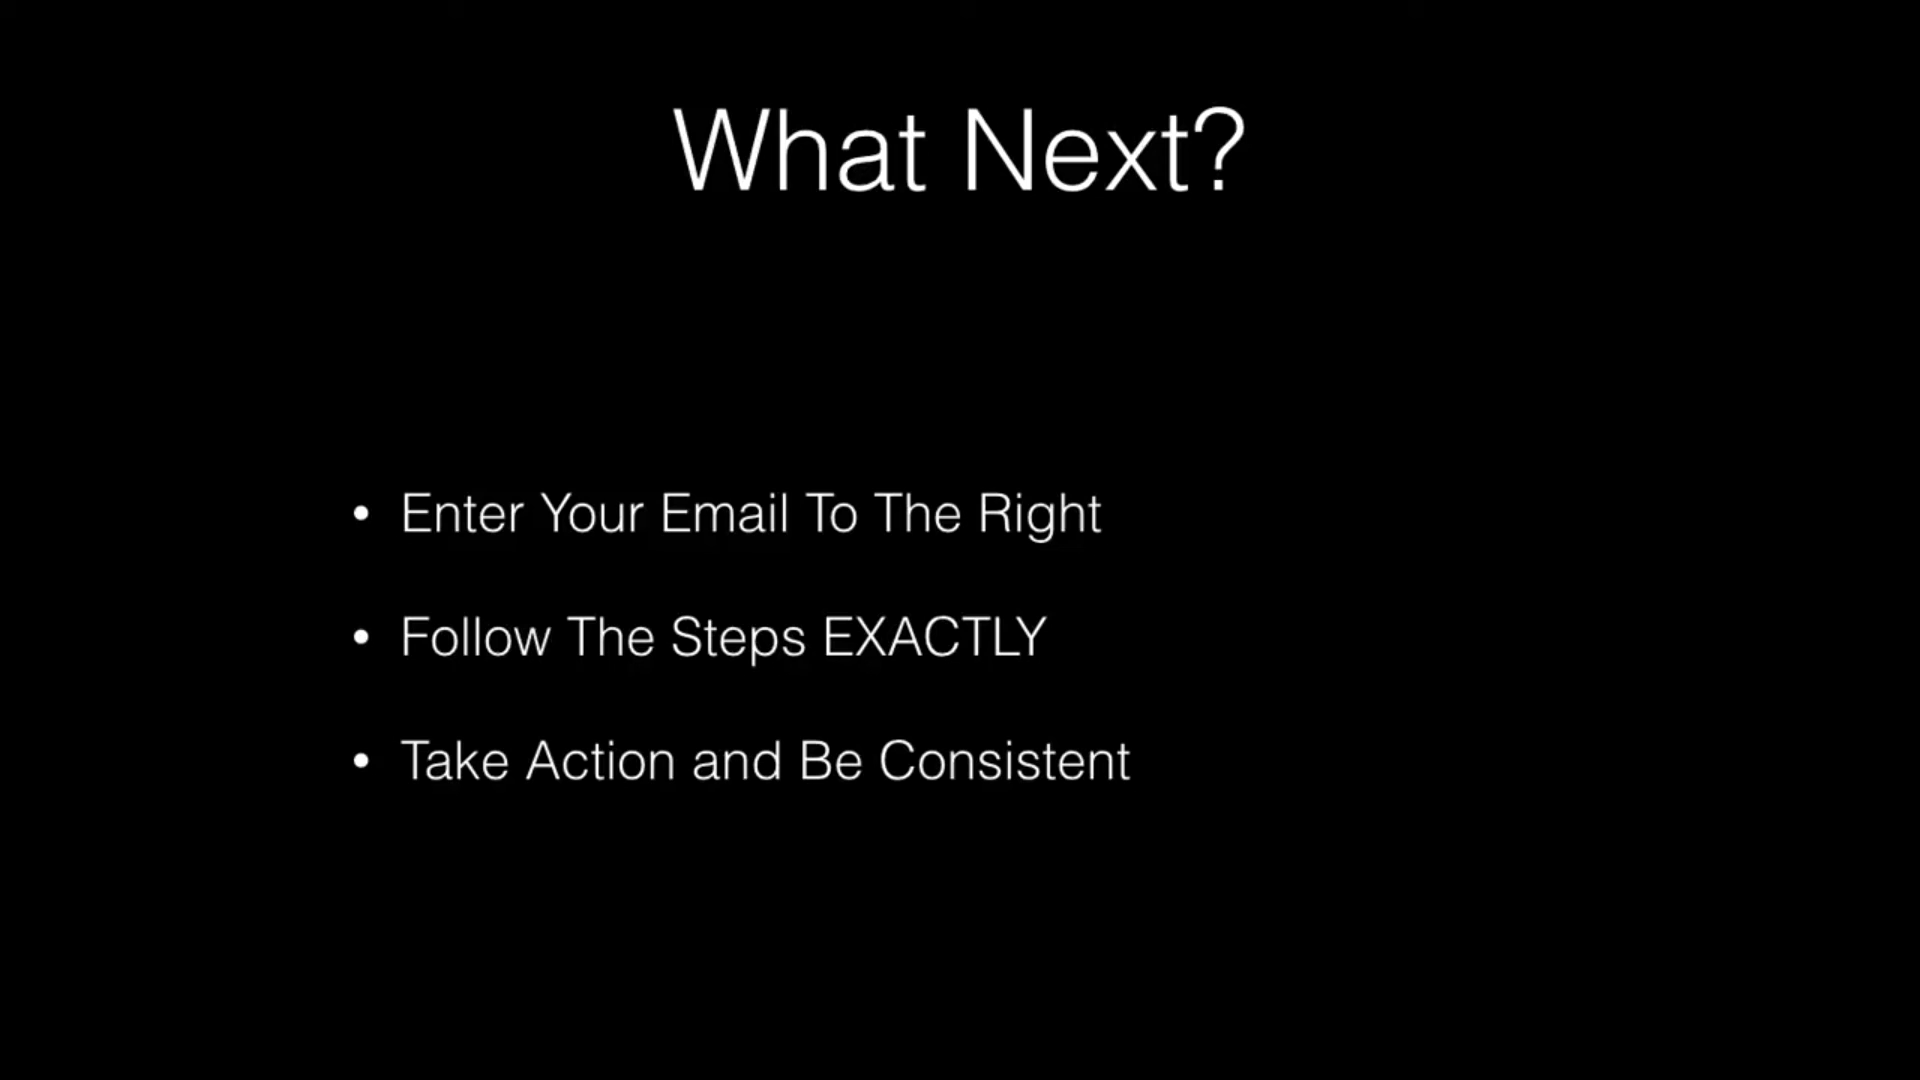 What Next?
• Enter Your Email To The Right
• Follow The Steps EXACTLY
• Take Action and Be Consistent